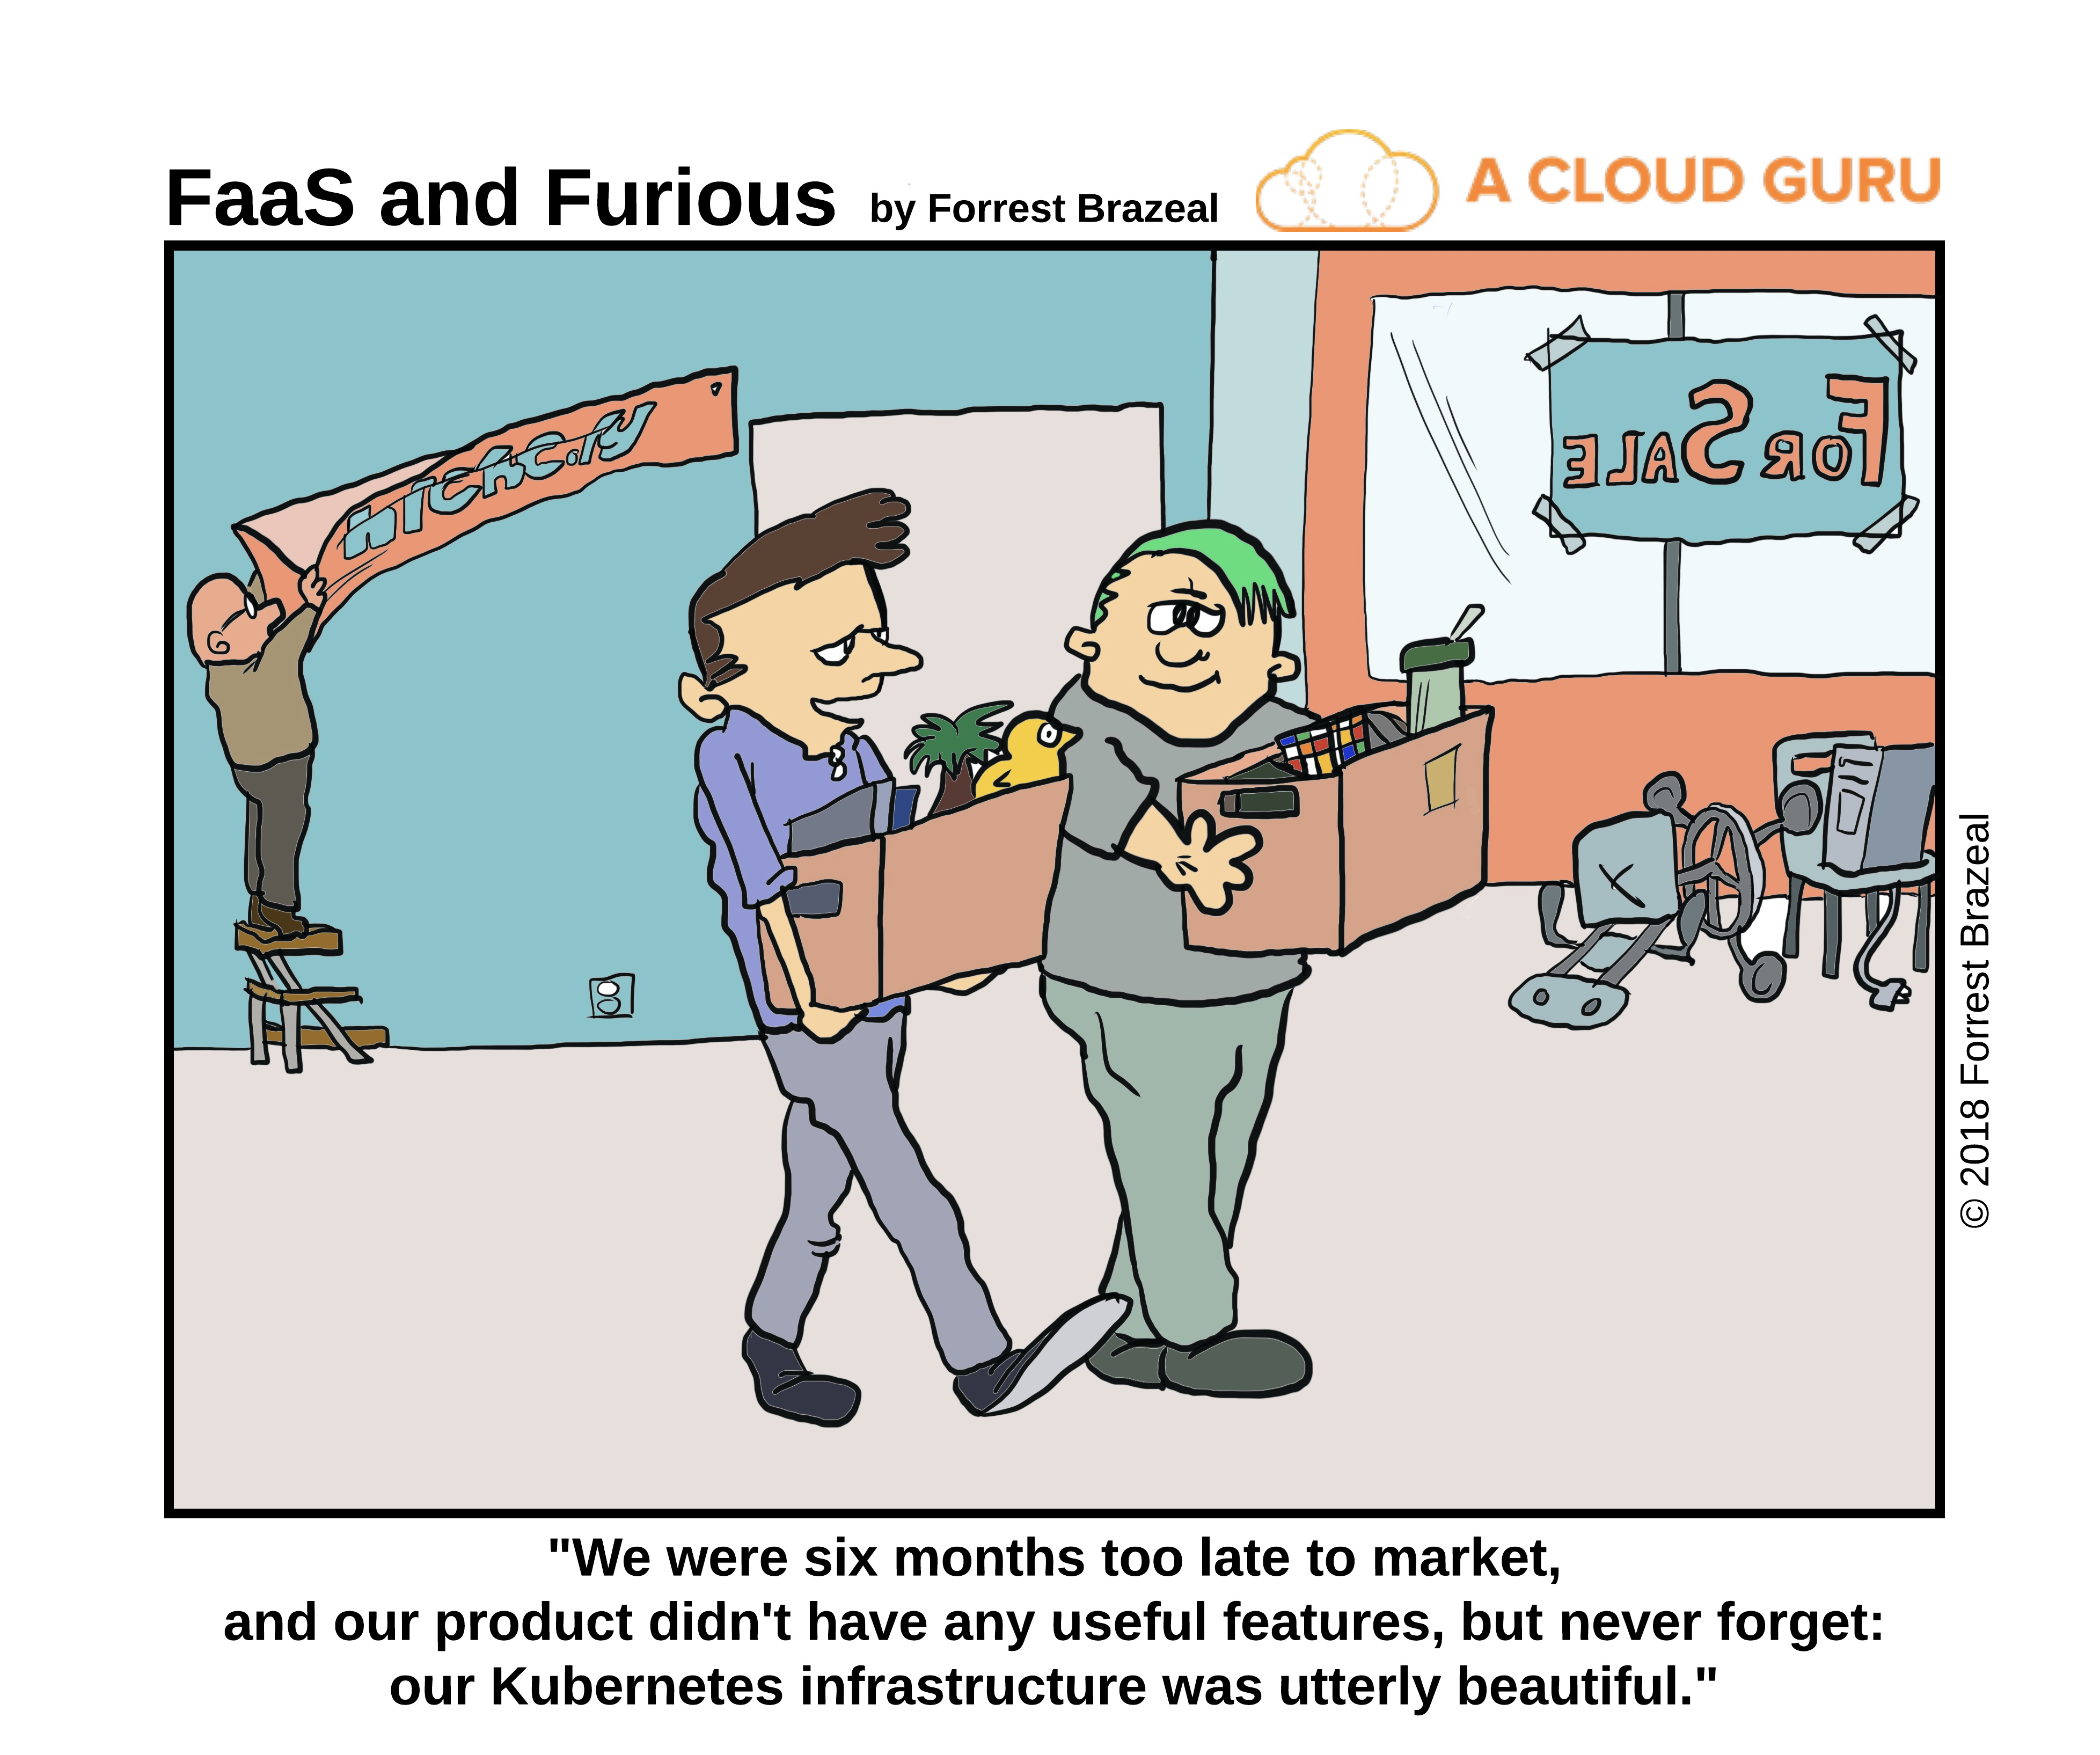 FaaS and Furious by Forrest Brazeal A CLOUD GURU
FOR SALE
© 2018 Forrest Brazeal
"We were six months too late to market,
and our product didn't have any useful features, but never forget:
our Kubernetes infrastructure was utterly beautiful."